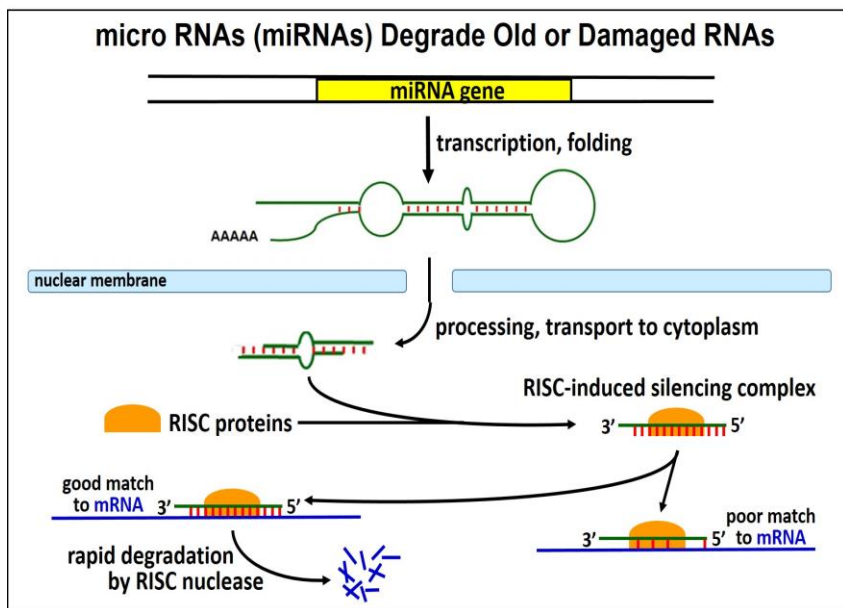 micro RNAs (miRNAs) Degrade Old or Damaged RNAs
miRNA gene
transcription, folding
AAAAA
nuclear membrane
processing, transport to cytoplasm
RISC-induced silencing complex
RISC proteins
3’ 5’
good match
to mRNA
3’ 5’
poor match
to mRNA
3’ 5’
rapid degradation
by RISC nuclease